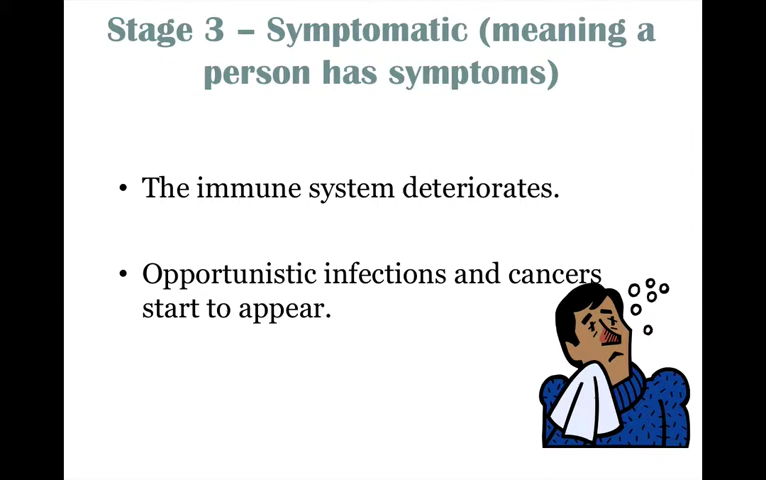 Stage 3 – Symptomatic (meaning a
person has symptoms)
• The immune system deteriorates.
• Opportunistic infections and cancers
start to appear.